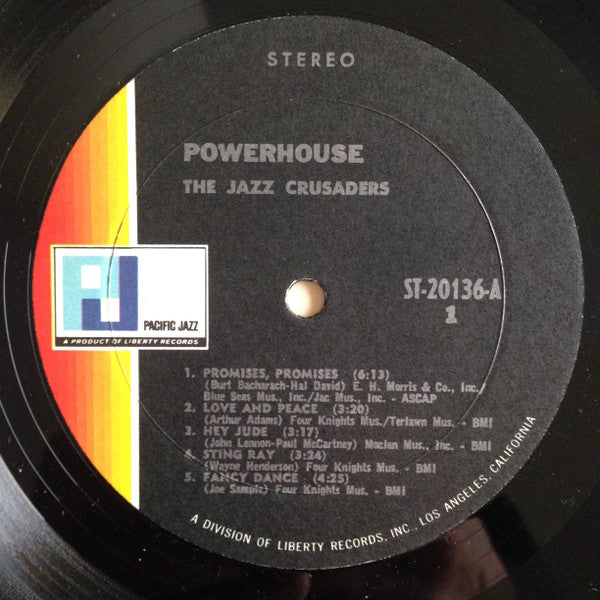 STEREO
POWERHOUSE
THE JAZZ CRUSADERS
PJ
PACIFIC JAZZ
A PRODUCT OF LIBERTY RECORDS
ST-20136-A
1
1. PROMISES, PROMISES (6:13)
(Burt Bacharach-Hal David) E. H. Morris & Co., Inc./
Blue Seas Mus., Inc./Jac Mus., Inc. - ASCAP
2. LOVE AND PEACE (3:20)
(Arthur Adams) Four Knights Mus./Terlawn Mus. - BMI
3. HEY JUDE (3:17)
(John Lennon-Paul McCartney) Maclen Mus., Inc. - BMI
4. STING RAY (3:24)
(Wayne Henderson) Four Knights Mus. - BMI
5. FANCY DANCE (4:25)
(Joe Sample) Four Knights Mus. - BMI
A DIVISION OF LIBERTY RECORDS, INC., LOS ANGELES, CALIFORNIA